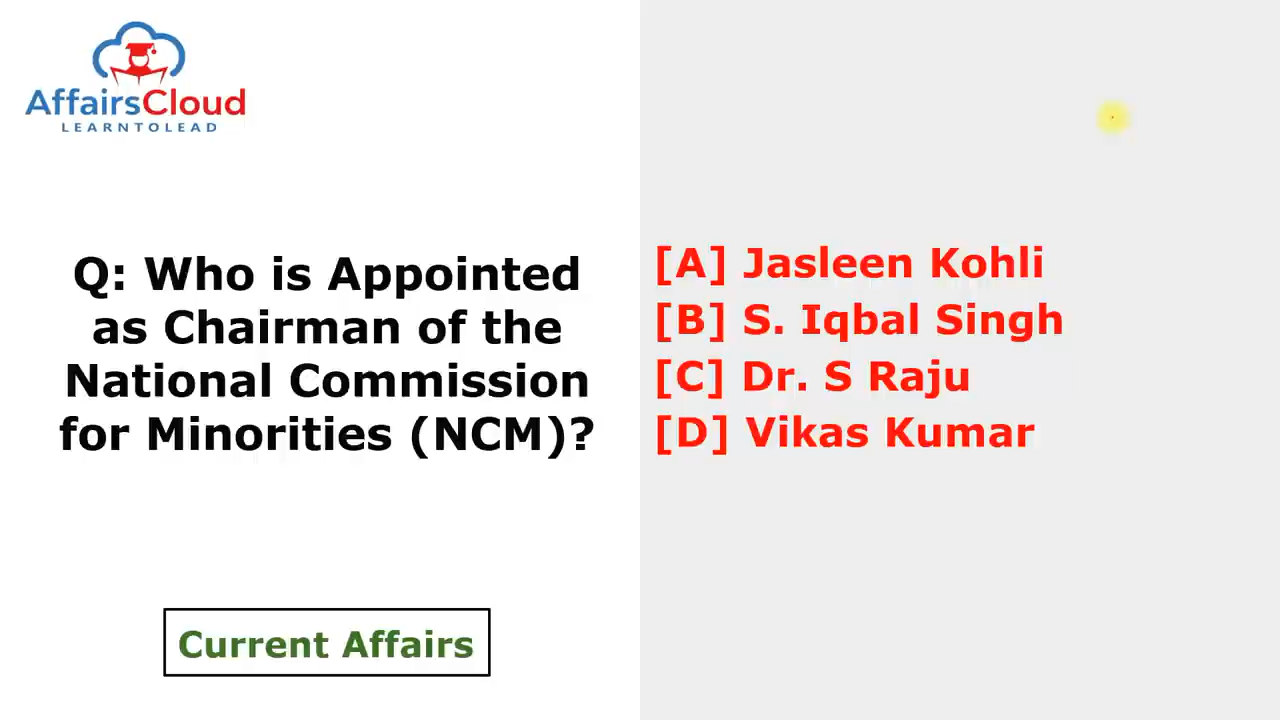 AffairsCloud
LEARNTOLEAD
Q: Who is Appointed
as Chairman of the
National Commission
for Minorities (NCM)?
Current Affairs
[A] Jasleen Kohli
[B] S. Iqbal Singh
[C] Dr. S Raju
[D] Vikas Kumar